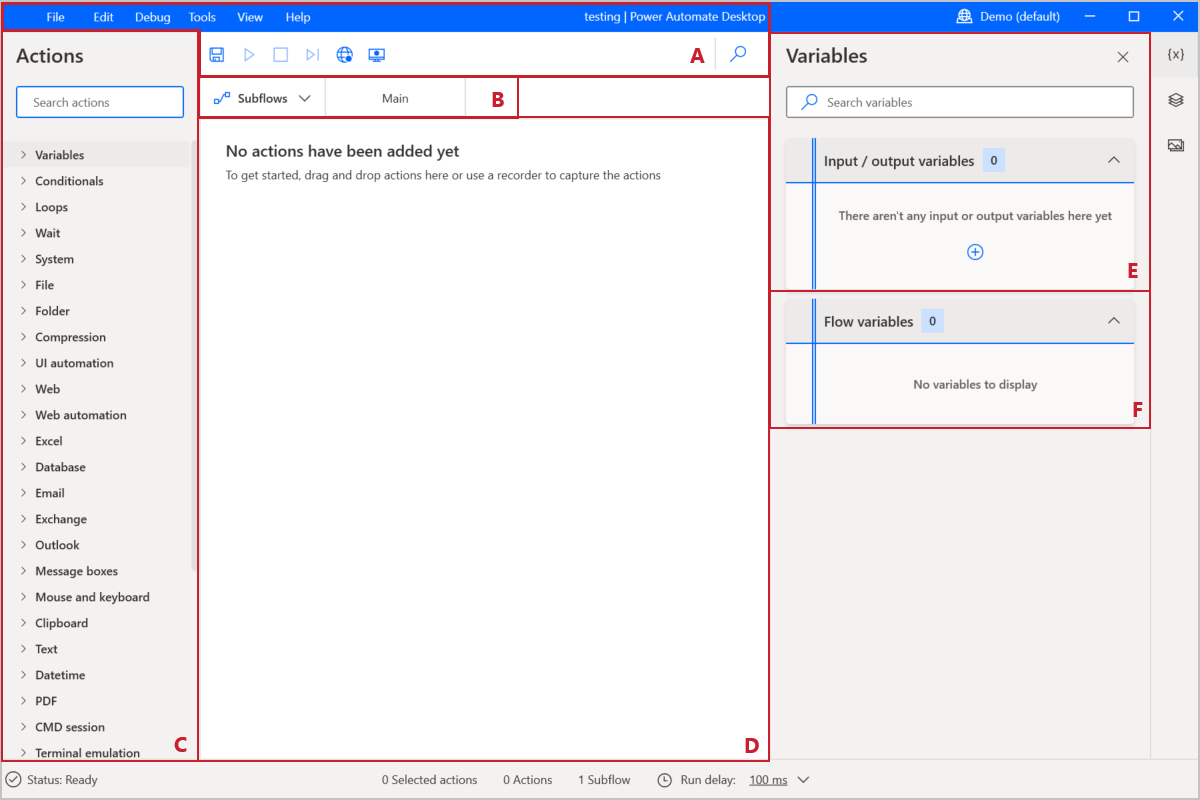 File Edit Debug Tools View Help testing | Power Automate Desktop Demo (default)
Actions
Search actions
Variables
Conditionals
Loops
Wait
System
File
Folder
Compression
UI automation
Web
Web automation
Excel
Database
Email
Exchange
Outlook
Message boxes
Mouse and keyboard
Clipboard
Text
Datetime
PDF
CMD session
Terminal emulation
C
A
Subflows Main B
No actions have been added yet
To get started, drag and drop actions here or use a recorder to capture the actions
D
Variables
{x}
Search variables
Input / output variables 0
There aren't any input or output variables here yet
E
Flow variables 0
No variables to display
F
Status: Ready 0 Selected actions 0 Actions 1 Subflow Run delay: 100 ms